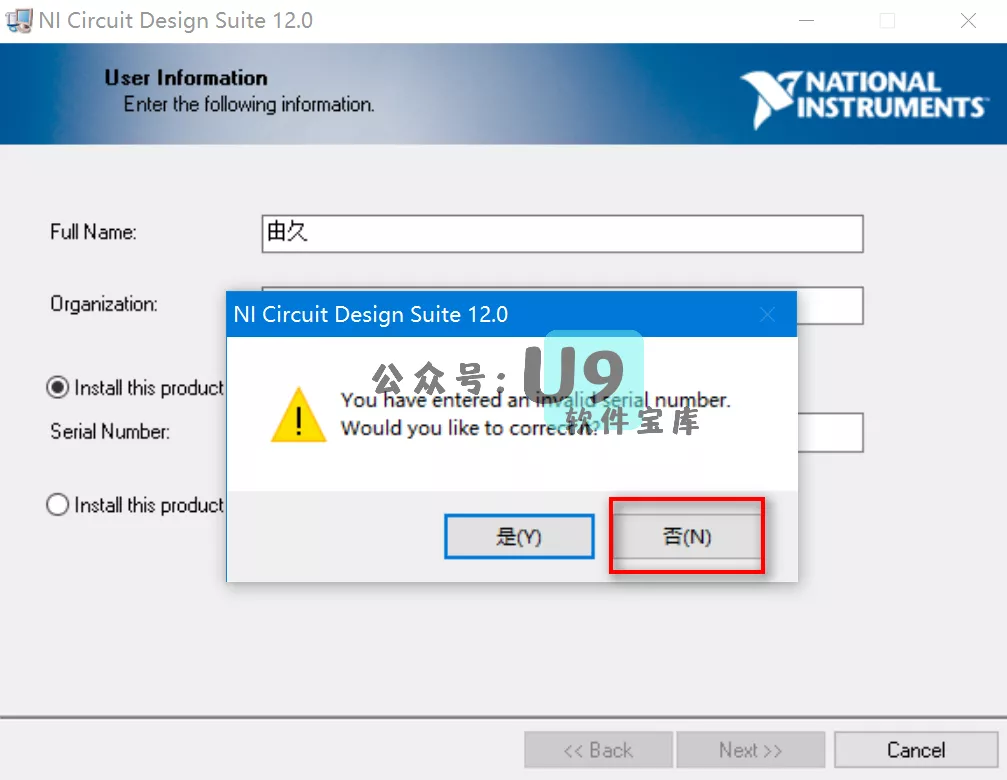 NI Circuit Design Suite 12.0
User Information
Enter the following information.
NATIONAL
INSTRUMENTS
Full Name:
由久
Organization:
NI Circuit Design Suite 12.0
Install this product
公众号：U9
软件宝库
You have entered an invalid serial number.
Would you like to correct it?
Serial Number:
Install this product
是(Y)
否(N)
<< Back
Next >>
Cancel